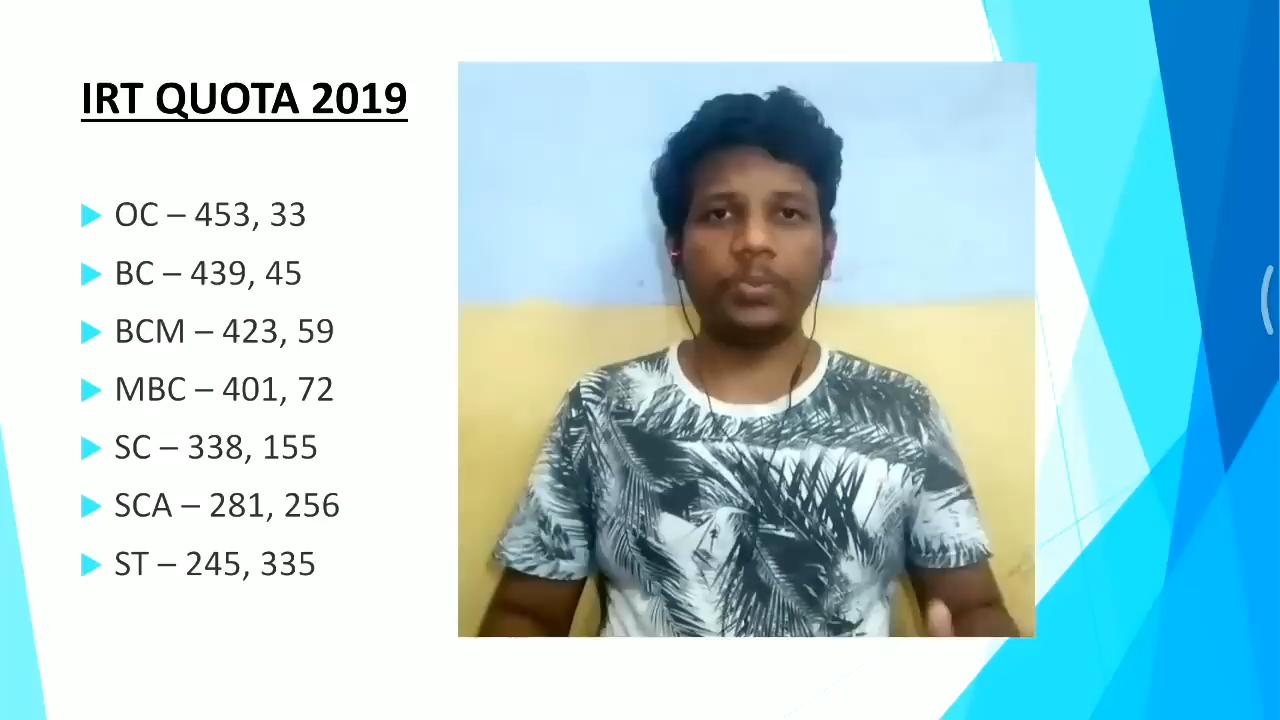 IRT QUOTA 2019
OC – 453, 33
BC – 439, 45
BCM – 423, 59
MBC – 401, 72
SC – 338, 155
SCA – 281, 256
ST – 245, 335